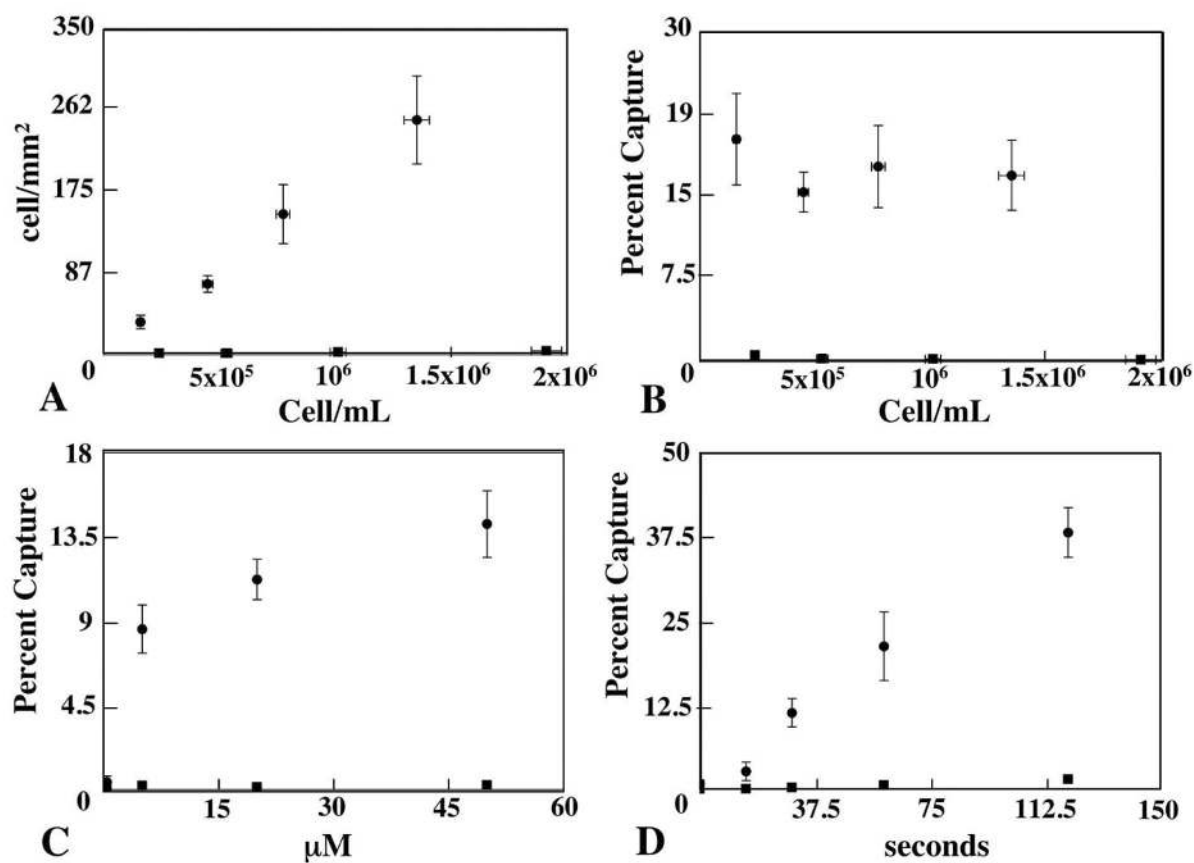 350
262
175
87
0
cell/mm²
5x10⁵
10⁶
1.5x10⁶
2x10⁶
Cell/mL
A
30
19
15
7.5
0
Percent Capture
5x10⁵
10⁶
1.5x10⁶
2x10⁶
Cell/mL
B
18
13.5
9
4.5
0
Percent Capture
15
30
45
60
µM
C
50
37.5
25
12.5
0
Percent Capture
37.5
75
112.5
150
seconds
D